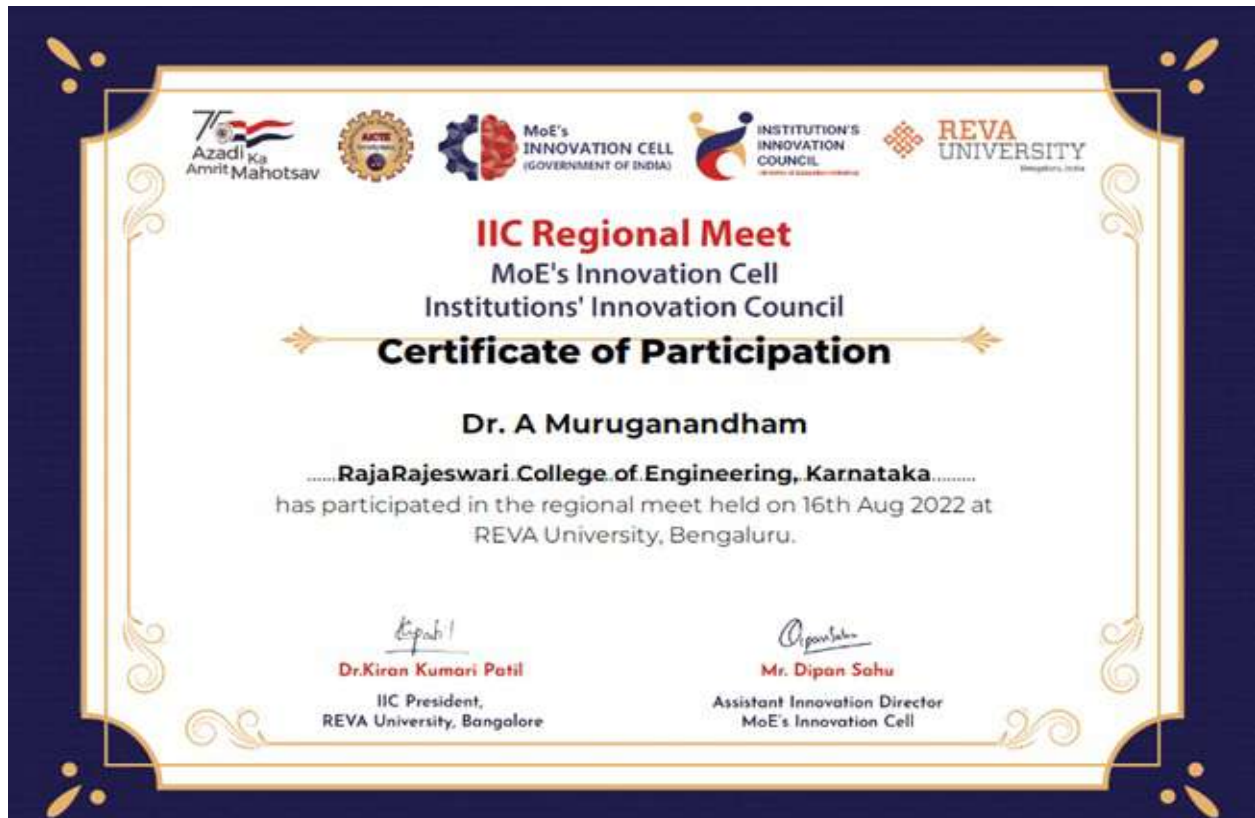 75
Azadi Ka
Amrit Mahotsav
AICTE
MoE's
INNOVATION CELL
(GOVERNMENT OF INDIA)
INSTITUTION'S
INNOVATION
COUNCIL
REVA
UNIVERSITY
Bengaluru, India
IIC Regional Meet
MoE's Innovation Cell
Institutions' Innovation Council
Certificate of Participation
Dr. A Muruganandham
......RajaRajeswari College of Engineering, Karnataka.........
has participated in the regional meet held on 16th Aug 2022 at
REVA University, Bengaluru.
Dr.Kiran Kumari Patil
IIC President,
REVA University, Bangalore
Mr. Dipan Sahu
Assistant Innovation Director
MoE's Innovation Cell